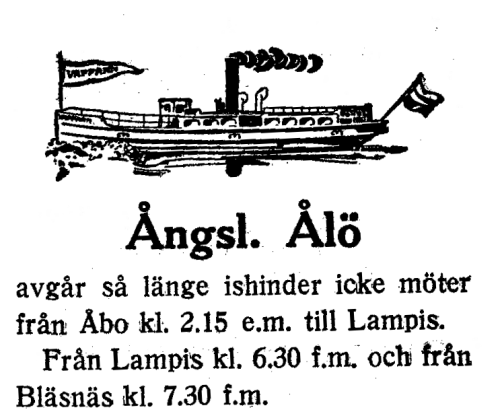 Ångsl. Ålö
avgår så länge ishinder icke möter
från Åbo kl. 2.15 e.m. till Lampis.
Från Lampis kl. 6.30 f.m. och från
Bläsnäs kl. 7.30 f.m.